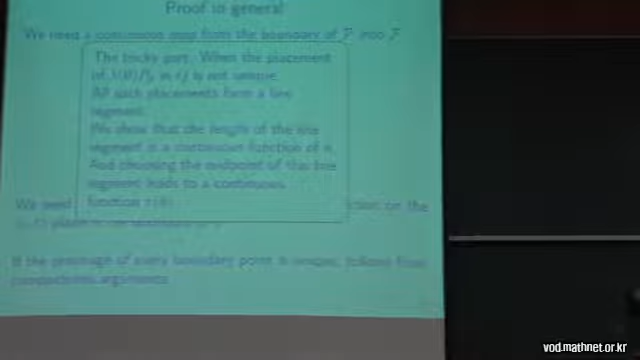 Proof in general
We need a continuous map from the boundary of P into F
The tricky part: When the placement
of in is not unique.
All such placements form a line
segment.
We show that the length of the line
segment is a continuous function of
And choosing the midpoint of this line
segment leads to a continuous
function
We need
on the
If the preimage of every boundary point is unique, follows from
compactness arguments
vod.mathnet.or.kr